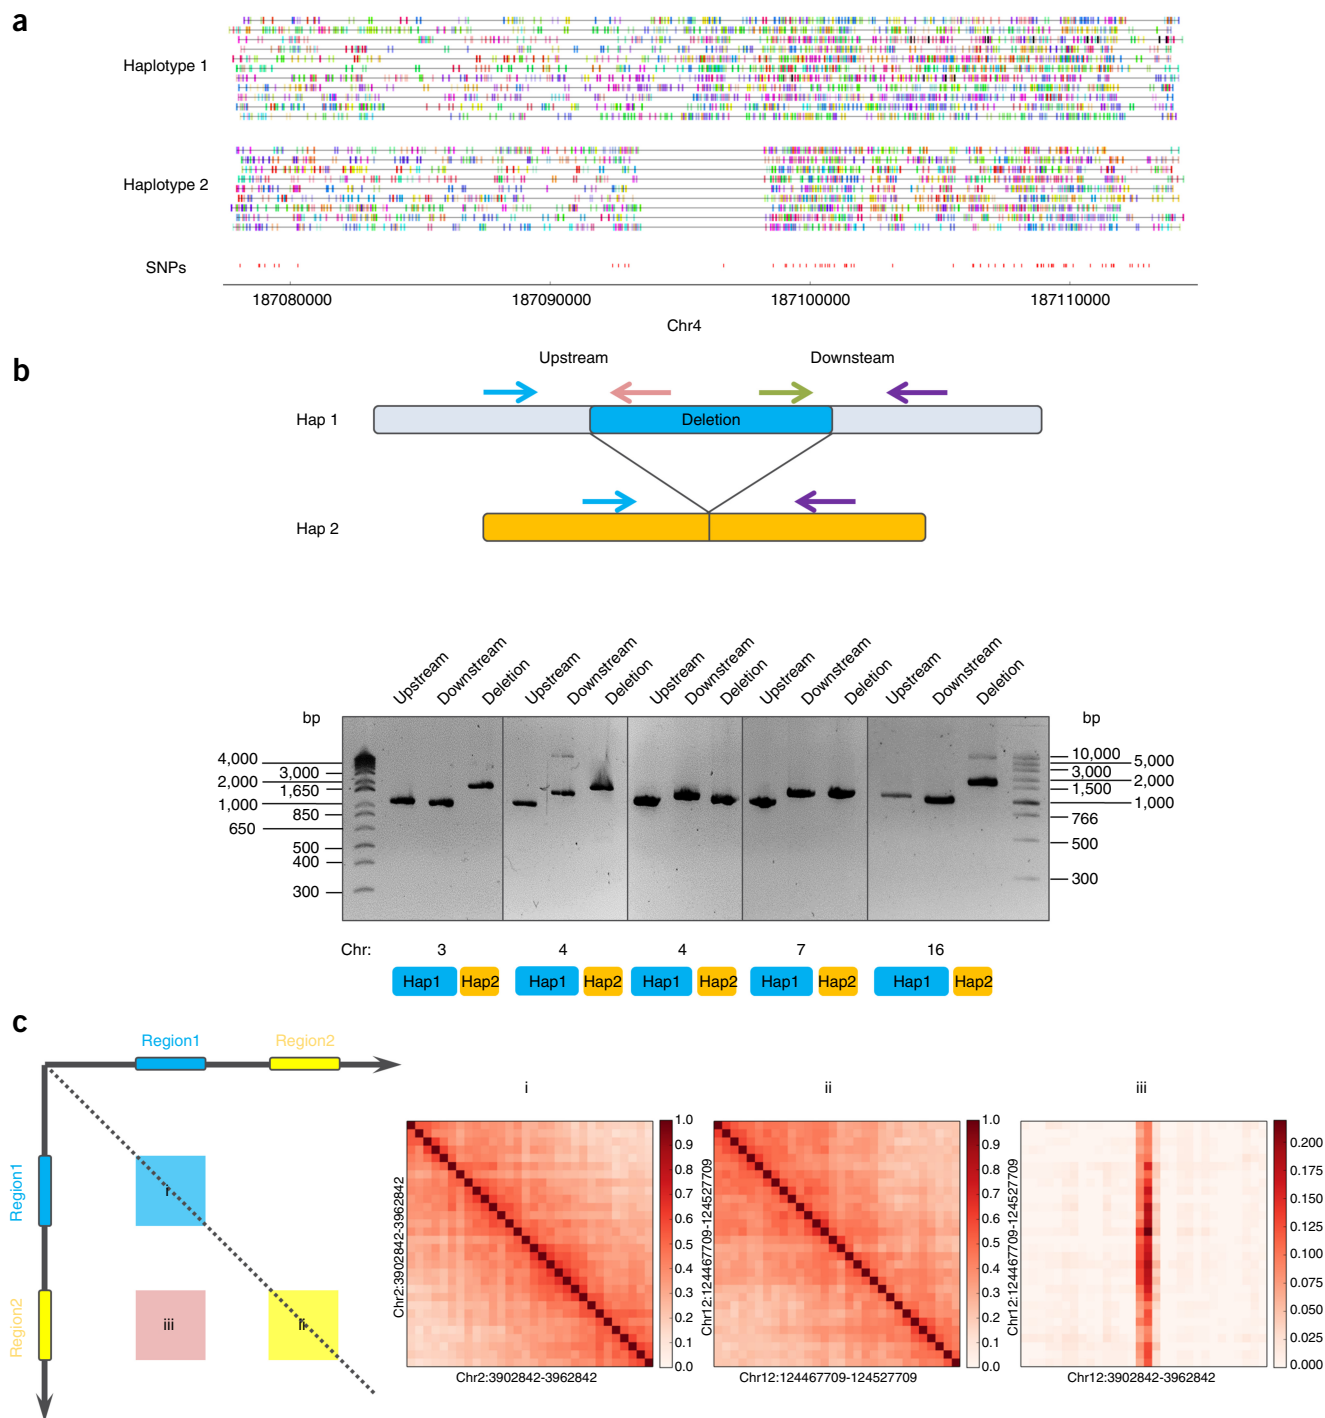 a
Haplotype 1
Haplotype 2
SNPs
187080000 187090000 187100000 187110000
Chr4
b
Upstream Downsteam
Hap 1 Deletion
Hap 2
Upstream Downstream Deletion Upstream Downstream Deletion Upstream Downstream Deletion Upstream Downstream Deletion Upstream Downstream Deletion
bp bp
4,000
3,000
2,000
1,650
1,000
850
650
500
400
300
10,000
5,000
3,000
2,000
1,500
1,000
766
500
300
Chr: 3 4 4 7 16
Hap1 Hap2 Hap1 Hap2 Hap1 Hap2 Hap1 Hap2 Hap1 Hap2
c
Region1 Region2
Region1
Region2
i
iii
ii
i ii iii
Chr2:3902842-3962842
1.0
0.9
0.8
0.7
0.6
0.5
0.4
0.3
0.2
0.1
0.0
Chr2:3902842-3962842
Chr12:124467709-124527709
1.0
0.9
0.8
0.7
0.6
0.5
0.4
0.3
0.2
0.1
0.0
Chr12:124467709-124527709
Chr12:124467709-124527709
0.200
0.175
0.150
0.125
0.100
0.075
0.050
0.025
0.000
Chr12:3902842-3962842